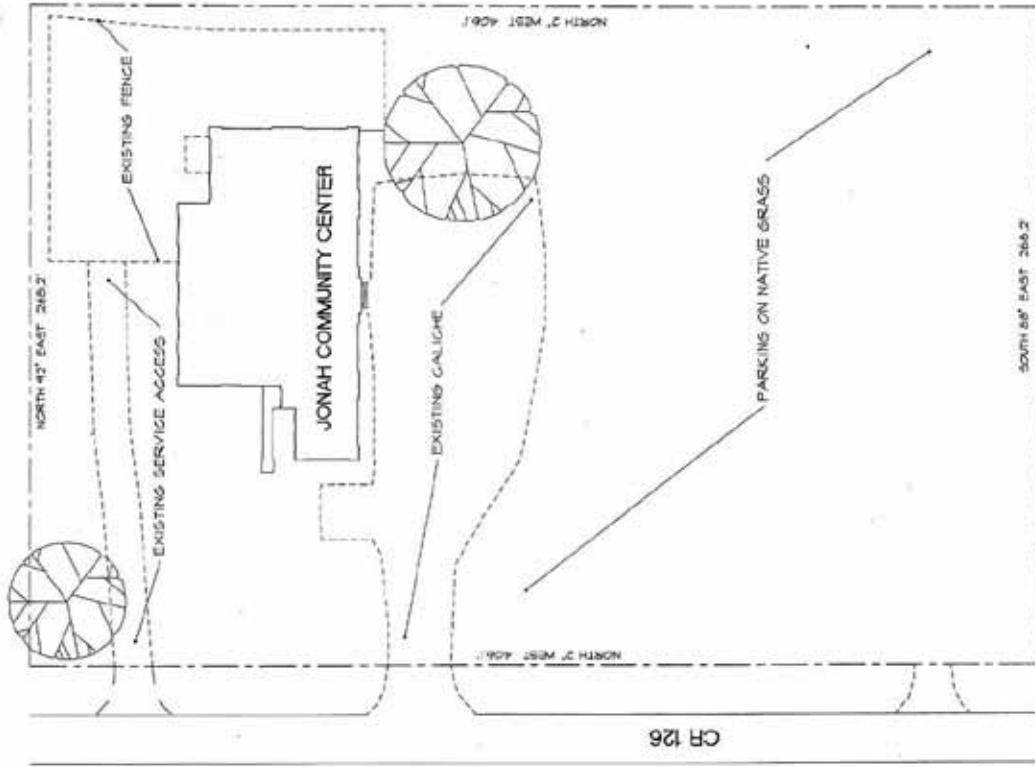 NORTH 2° WEST 406.1'
EXISTING FENCE
NORTH 92° EAST 268.2'
EXISTING SERVICE ACCESS
JONAH COMMUNITY CENTER
EXISTING CALICHE
PARKING ON NATIVE GRASS
SOUTH 88° EAST 268.2'
NORTH 2° WEST 406.1'
CR 126